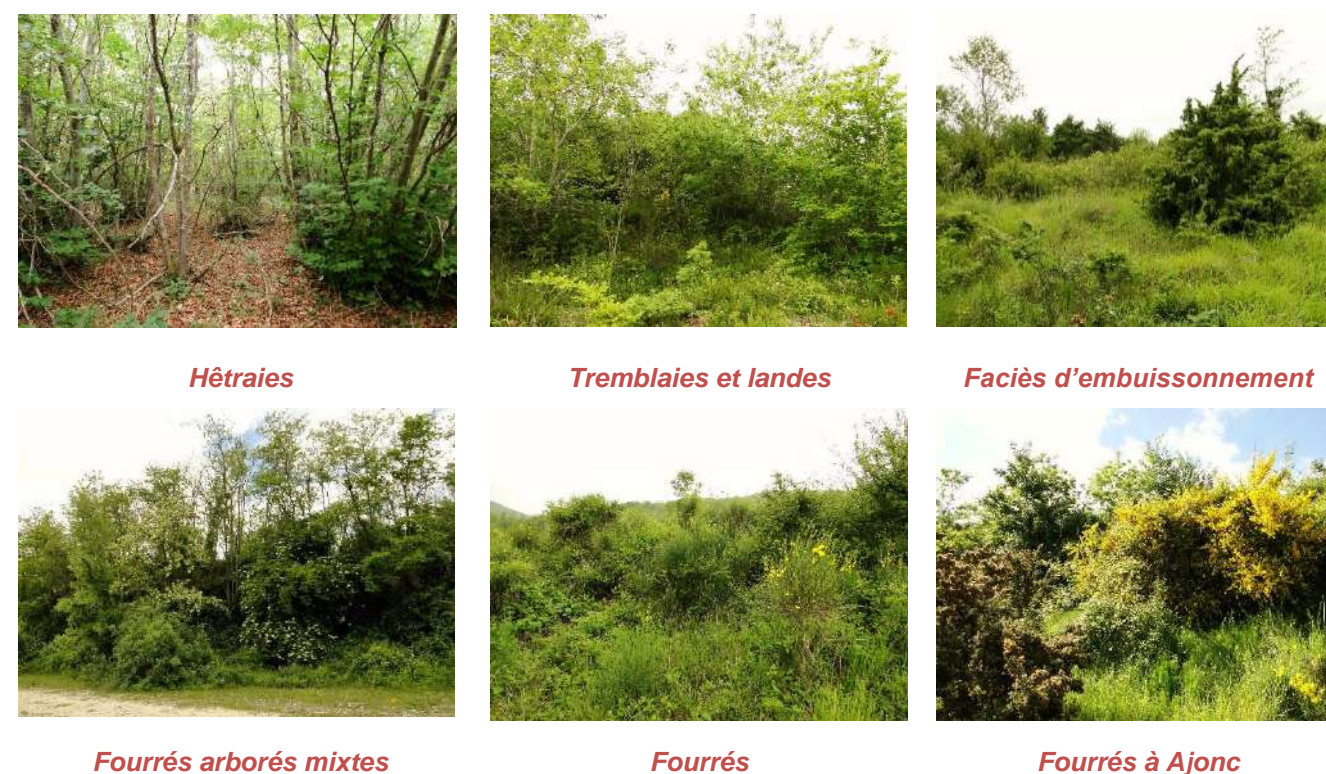 Hêtraies
Tremblaies et landes
Faciès d’embuissonnement
Fourrés arborés mixtes
Fourrés
Fourrés à Ajonc